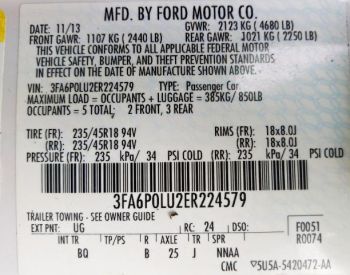 MFD. BY FORD MOTOR CO.
DATE: 11/13 GVWR: 2123 KG ( 4680 LB)
FRONT GAWR: 1107 KG ( 2440 LB) REAR GAWR: 1021 KG ( 2250 LB)
THIS VEHICLE CONFORMS TO ALL APPLICABLE FEDERAL MOTOR
VEHICLE SAFETY, BUMPER, AND THEFT PREVENTION STANDARDS
IN EFFECT ON THE DATE OF MANUFACTURE SHOWN ABOVE.
VIN: 3FA6P0LU2ER224579 TYPE: Passenger Car
MAXIMUM LOAD = OCCUPANTS + LUGGAGE = 385KG/ 850LB
OCCUPANTS = 5 TOTAL; 2 FRONT, 3 REAR
TIRE (FR): 235/45R18 94V RIMS (FR): 18x8.0J
(RR): 235/45R18 94V (RR): 18x8.0J
PRESSURE (FR): 235 kPa/ 34 PSI COLD (RR): 235 kPa/ 34 PSI COLD
3FA6P0LU2ER224579
TRAILER TOWING - SEE OWNER GUIDE F0051
EXT PNT: UG RC: 24 DSO: R0074
INT TR TP/PS R AXLE TR SPR
BQ B 25 J NNAA
CMC 5U5A-5420472-AA